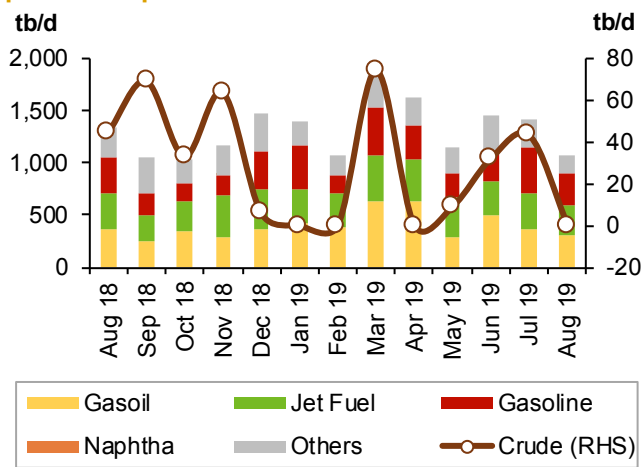 tb/d tb/d
2,000 80
1,500 60
1,000 40
500 20
0 0
-20
Aug 18 Sep 18 Oct 18 Nov 18 Dec 18 Jan 19 Feb 19 Mar 19 Apr 19 May 19 Jun 19 Jul 19 Aug 19
Gasoil Jet Fuel Gasoline
Naphtha Others Crude (RHS)